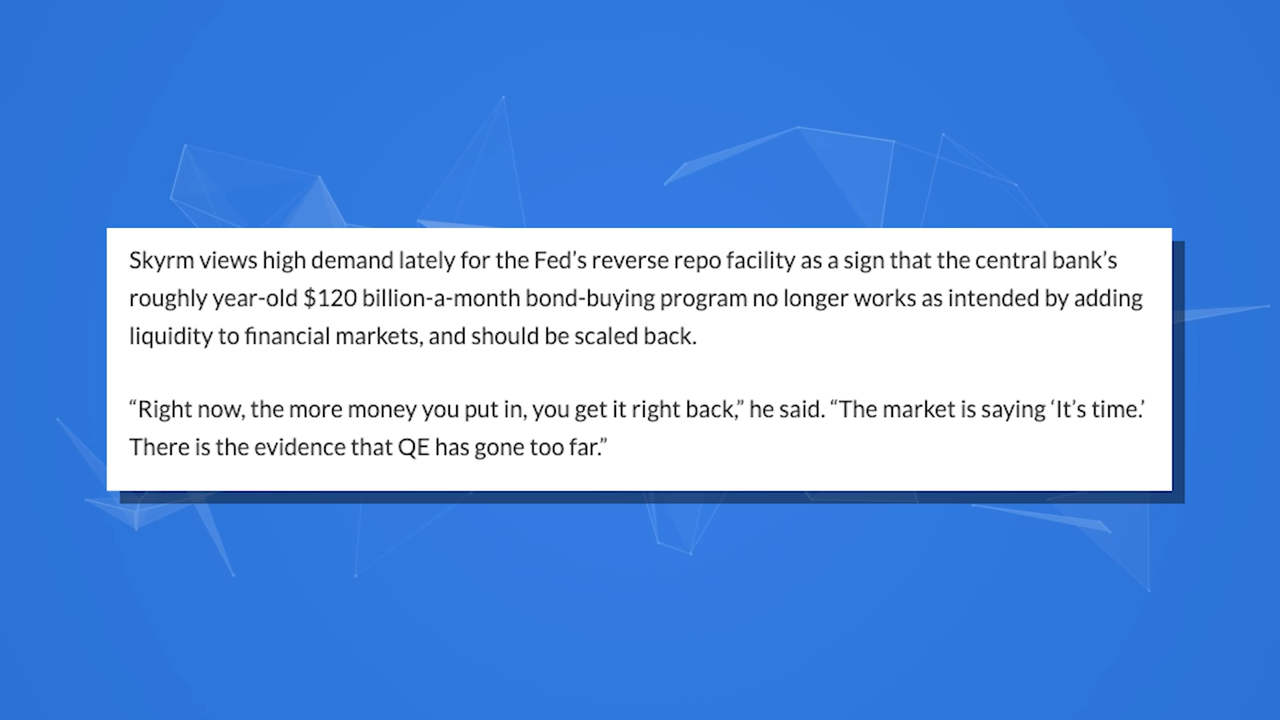 Skyrm views high demand lately for the Fed’s reverse repo facility as a sign that the central bank’s
roughly year-old $120 billion-a-month bond-buying program no longer works as intended by adding
liquidity to financial markets, and should be scaled back.
“Right now, the more money you put in, you get it right back,” he said. “The market is saying ‘It’s time.’
There is the evidence that QE has gone too far.”